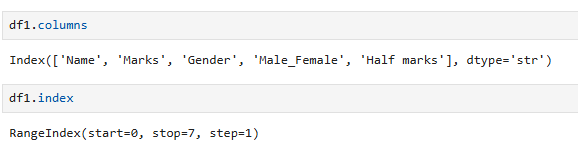 df1.columns
Index(['Name', 'Marks', 'Gender', 'Male_Female', 'Half marks'], dtype='str')
df1.index
RangeIndex(start=0, stop=7, step=1)